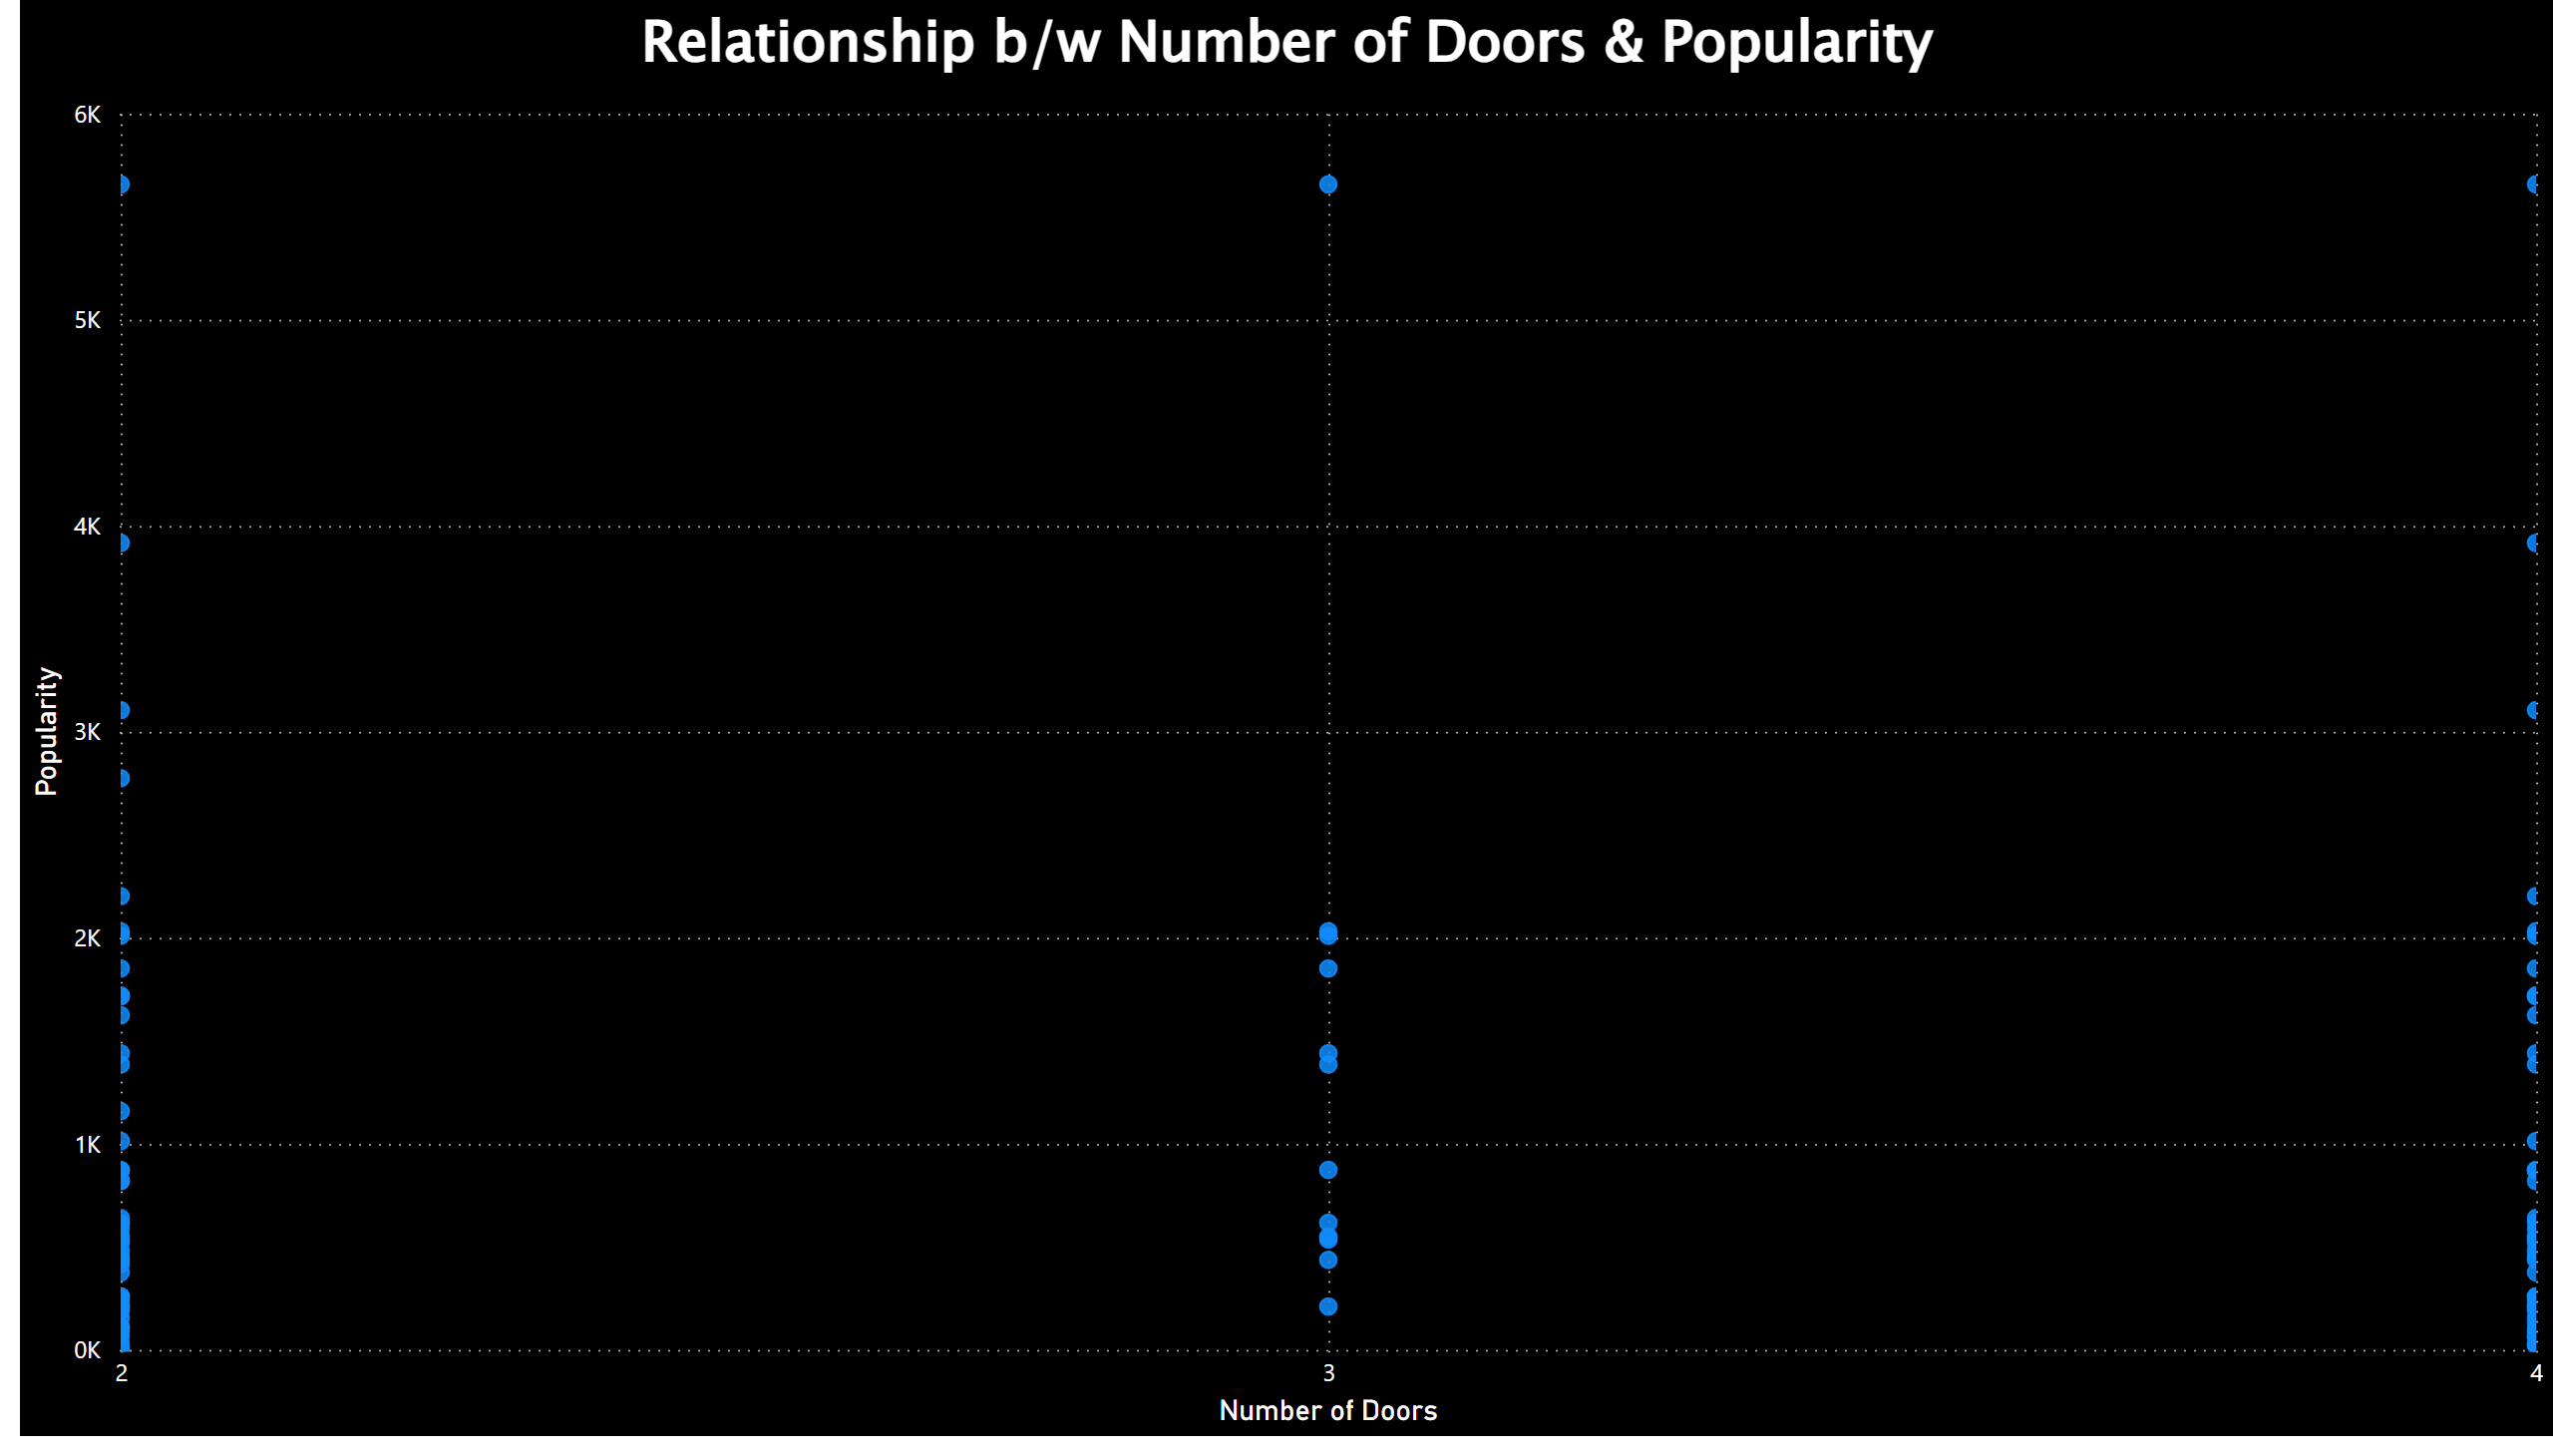 Relationship b/w Number of Doors & Popularity
6K
5K
4K
3K
2K
1K
0K
Popularity
2
3
4
Number of Doors